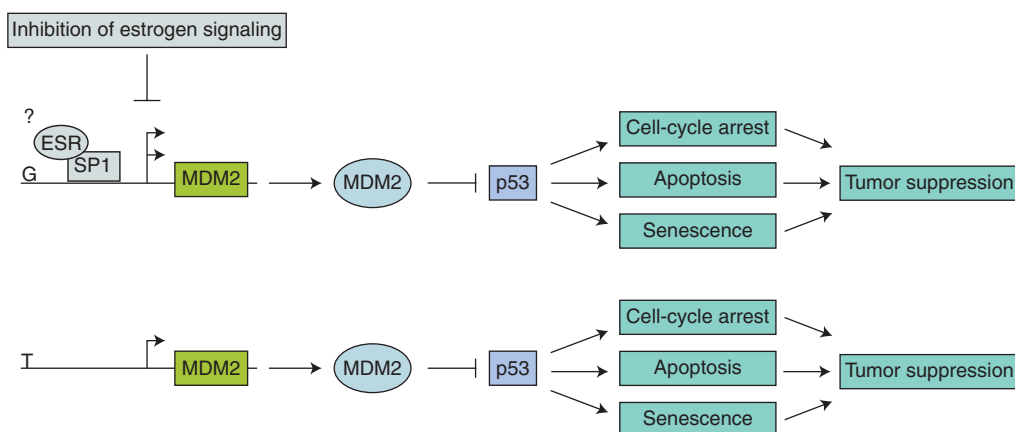 Inhibition of estrogen signaling
?
ESR
SP1
G
MDM2
MDM2
p53
Cell-cycle arrest
Apoptosis
Senescence
Tumor suppression
T
MDM2
MDM2
p53
Cell-cycle arrest
Apoptosis
Senescence
Tumor suppression